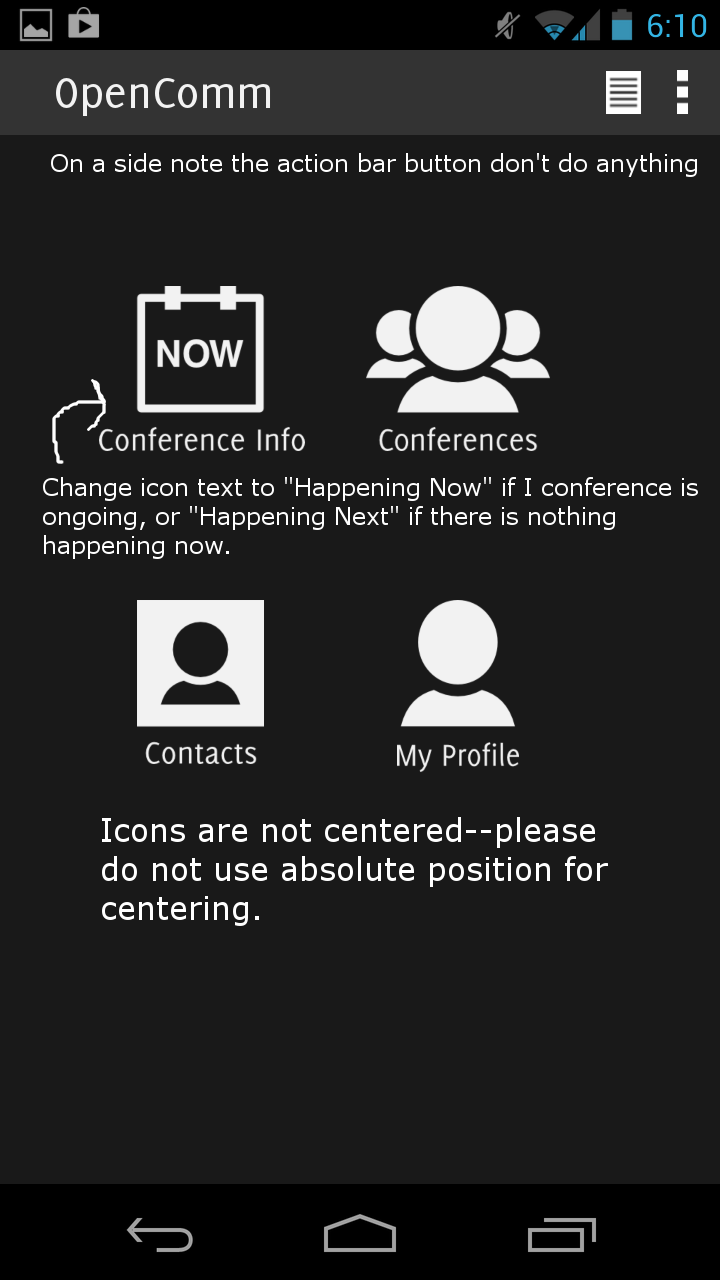 6:10
OpenComm
On a side note the action bar button don't do anything
NOW
Conference Info
Conferences
Change icon text to "Happening Now" if I conference is
ongoing, or "Happening Next" if there is nothing
happening now.
Contacts
My Profile
Icons are not centered--please
do not use absolute position for
centering.